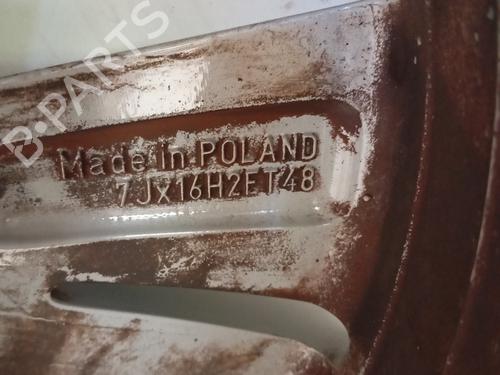 B-PARTS
Made in POLAND
7Jx16H2ET48